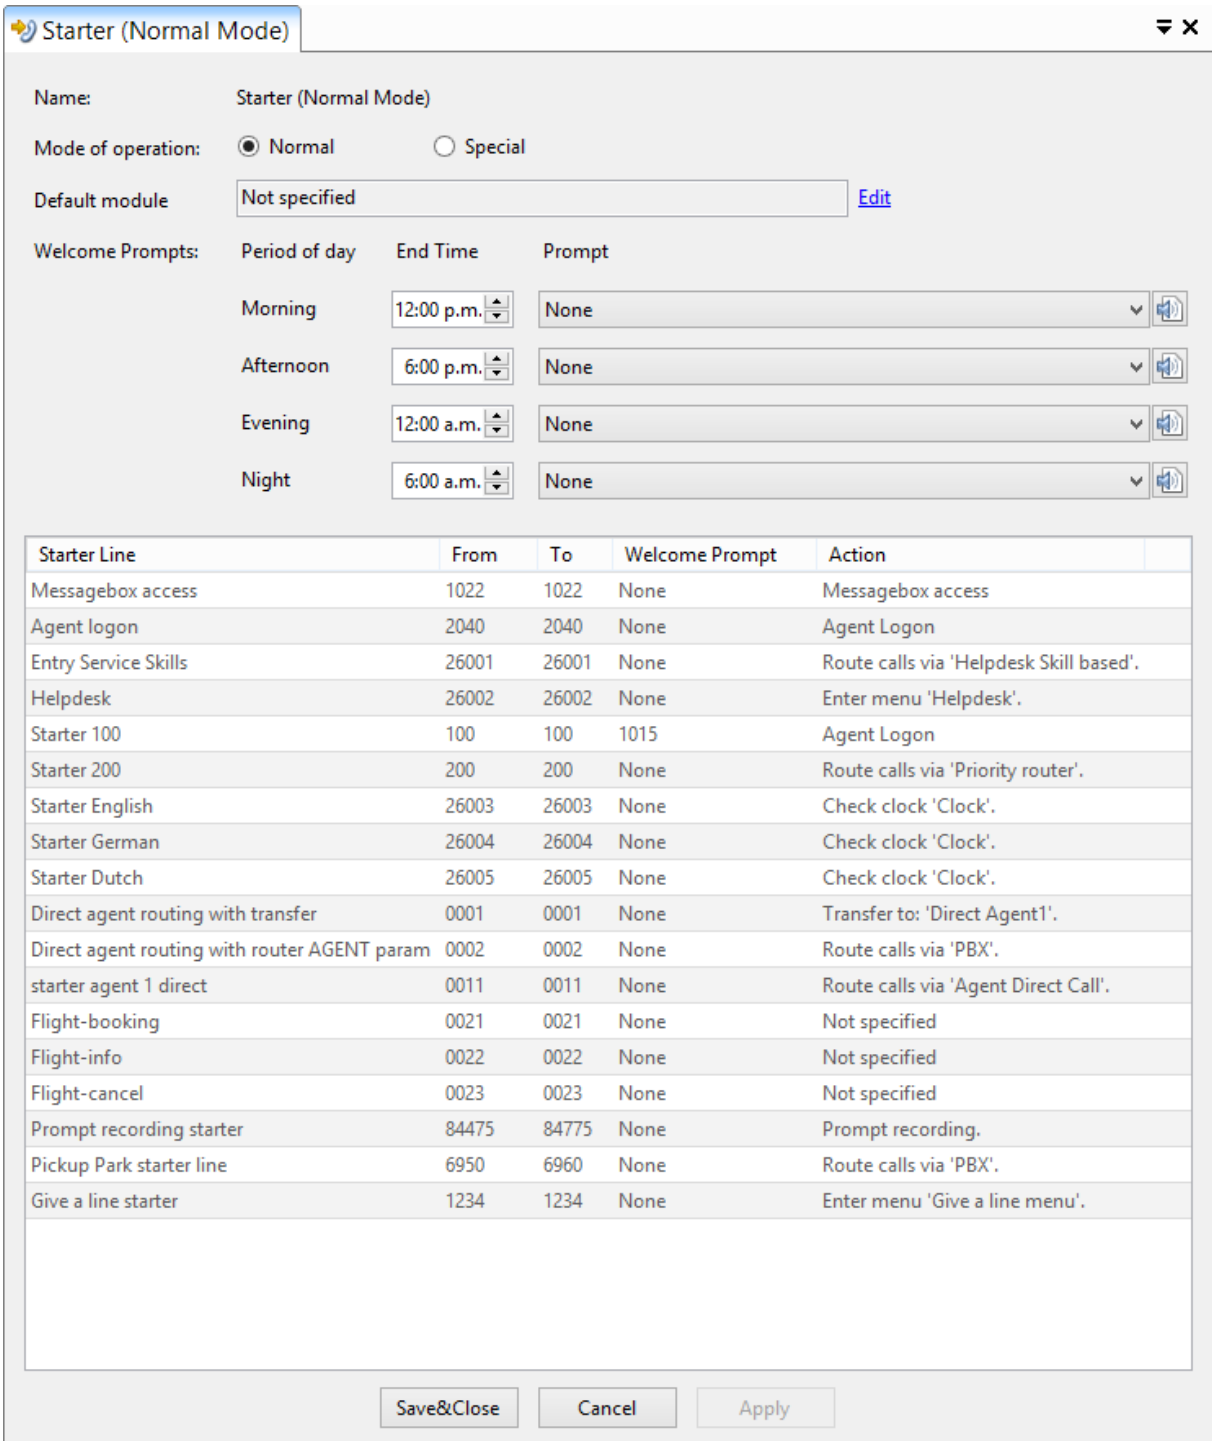 Starter (Normal Mode)
Name: Starter (Normal Mode)
Mode of operation: Normal Special
Default module Not specified Edit
Welcome Prompts: Period of day End Time Prompt
Morning 12:00 p.m. None
Afternoon 6:00 p.m. None
Evening 12:00 a.m. None
Night 6:00 a.m. None
Starter Line From To Welcome Prompt Action
Messagebox access 1022 1022 None Messagebox access
Agent logon 2040 2040 None Agent Logon
Entry Service Skills 26001 26001 None Route calls via 'Helpdesk Skill based'.
Helpdesk 26002 26002 None Enter menu 'Helpdesk'.
Starter 100 100 100 1015 Agent Logon
Starter 200 200 200 None Route calls via 'Priority router'.
Starter English 26003 26003 None Check clock 'Clock'.
Starter German 26004 26004 None Check clock 'Clock'.
Starter Dutch 26005 26005 None Check clock 'Clock'.
Direct agent routing with transfer 0001 0001 None Transfer to: 'Direct Agent1'.
Direct agent routing with router AGENT param 0002 0002 None Route calls via 'PBX'.
starter agent 1 direct 0011 0011 None Route calls via 'Agent Direct Call'.
Flight-booking 0021 0021 None Not specified
Flight-info 0022 0022 None Not specified
Flight-cancel 0023 0023 None Not specified
Prompt recording starter 84475 84775 None Prompt recording.
Pickup Park starter line 6950 6960 None Route calls via 'PBX'.
Give a line starter 1234 1234 None Enter menu 'Give a line menu'.
Save&Close Cancel Apply